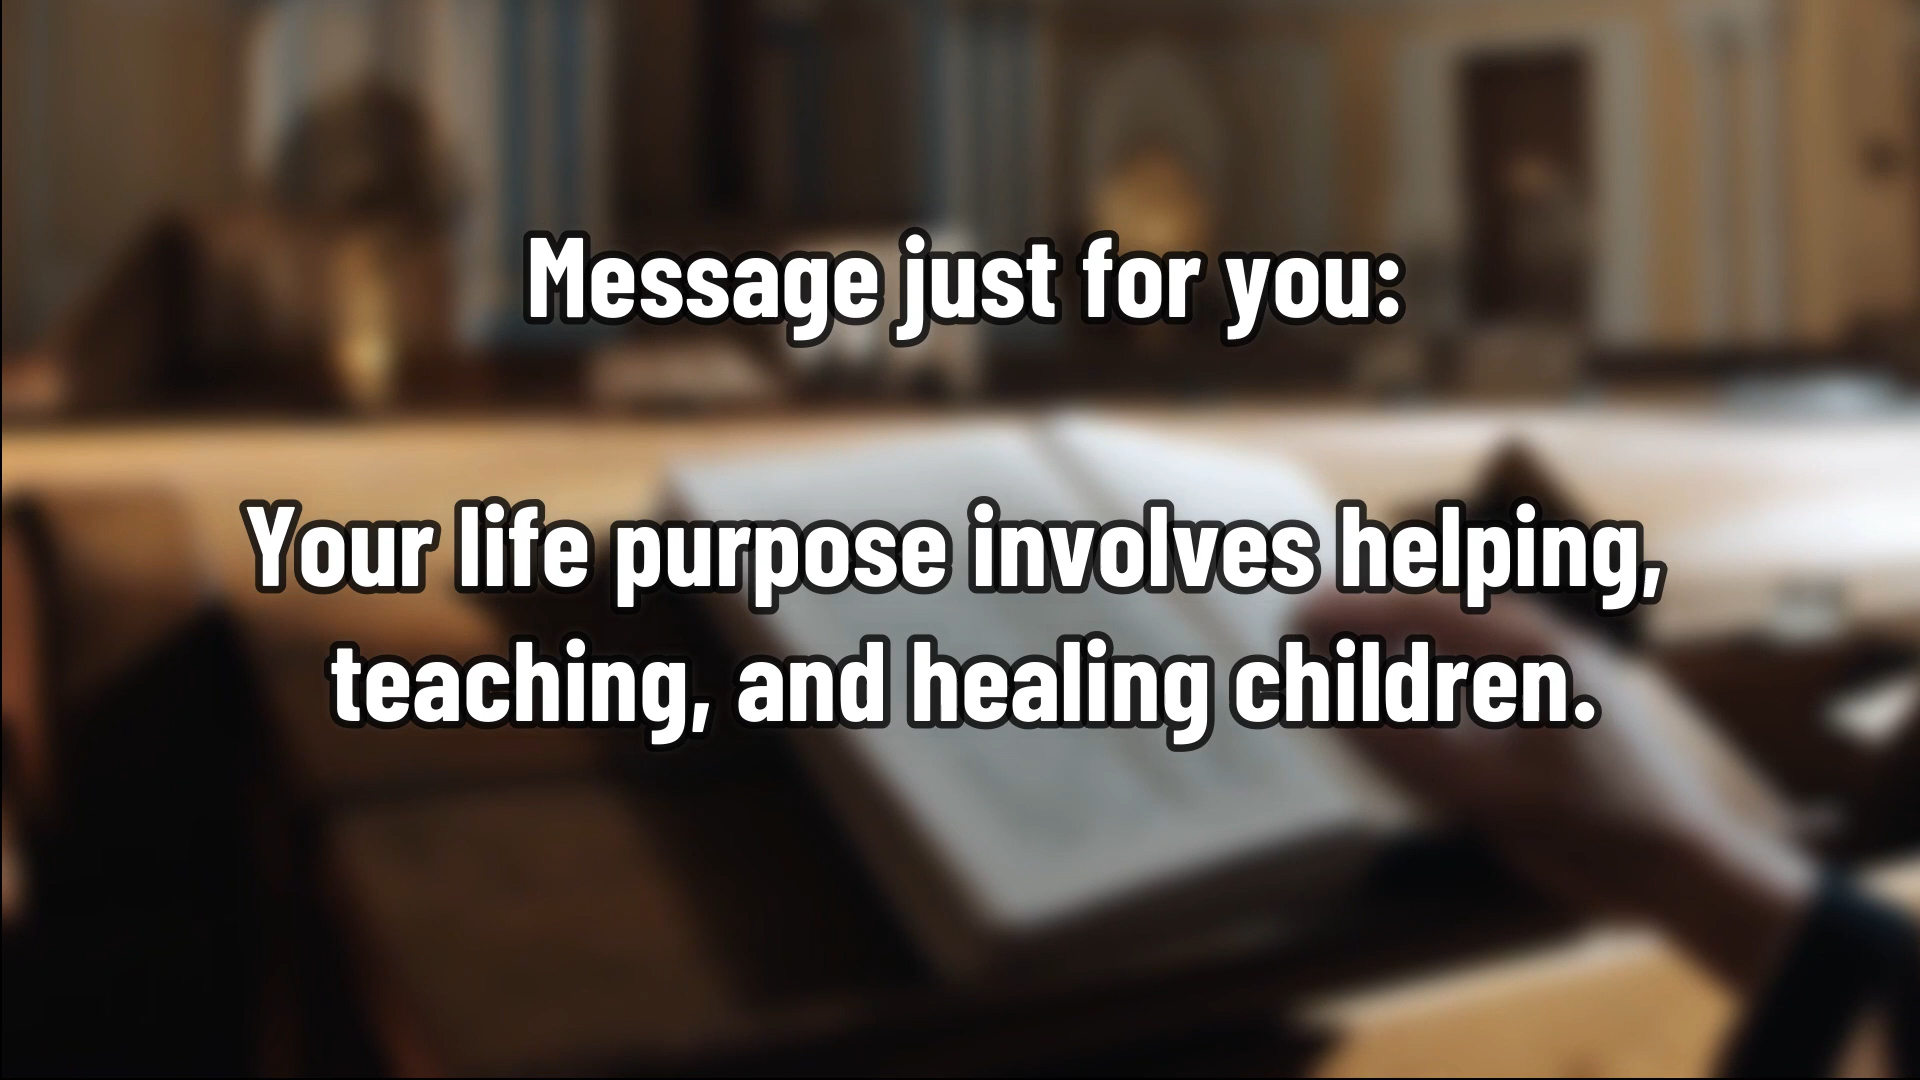 Message just for you:
Your life purpose involves helping,
teaching, and healing children.